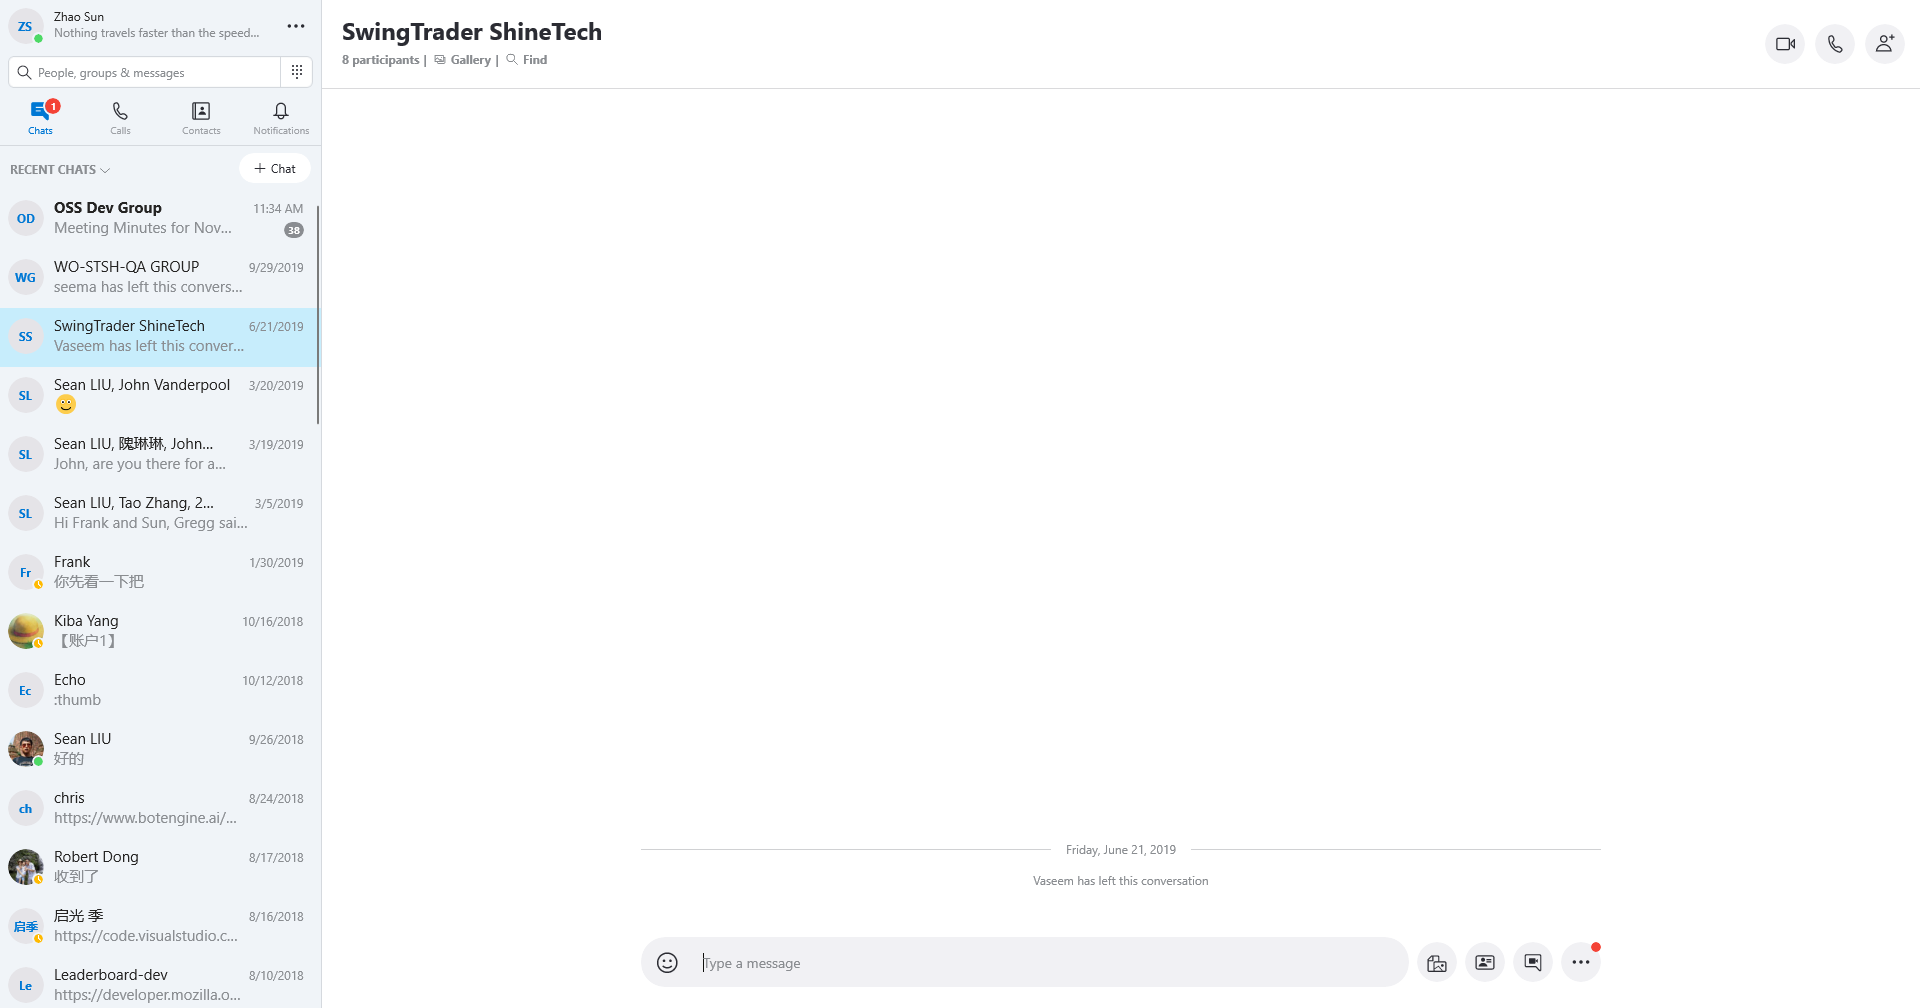 ZS
Zhao Sun
Nothing travels faster than the speed...
People, groups & messages
1
Chats
Calls
Contacts
Notifications
RECENT CHATS
Chat
OD
OSS Dev Group
11:34 AM
Meeting Minutes for Nov...
38
WG
WO-STSH-QA GROUP
9/29/2019
seema has left this convers...
SS
SwingTrader ShineTech
6/21/2019
Vaseem has left this conver...
SL
Sean LIU, John Vanderpool
3/20/2019
SL
Sean LIU, 隗琳琳, John...
3/19/2019
John, are you there for a...
SL
Sean LIU, Tao Zhang, 2...
3/5/2019
Hi Frank and Sun, Gregg sai...
Fr
Frank
1/30/2019
你先看一下把
Kiba Yang
10/16/2018
【账户1】
Ec
Echo
10/12/2018
:thumb
Sean LIU
9/26/2018
好的
ch
chris
8/24/2018
https://www.botengine.ai/...
Robert Dong
8/17/2018
收到了
启季
启光 季
8/16/2018
https://code.visualstudio.c...
Le
Leaderboard-dev
8/10/2018
https://developer.mozilla.o...
SwingTrader ShineTech
8 participants | Gallery | Find
Friday, June 21, 2019
Vaseem has left this conversation
Type a message